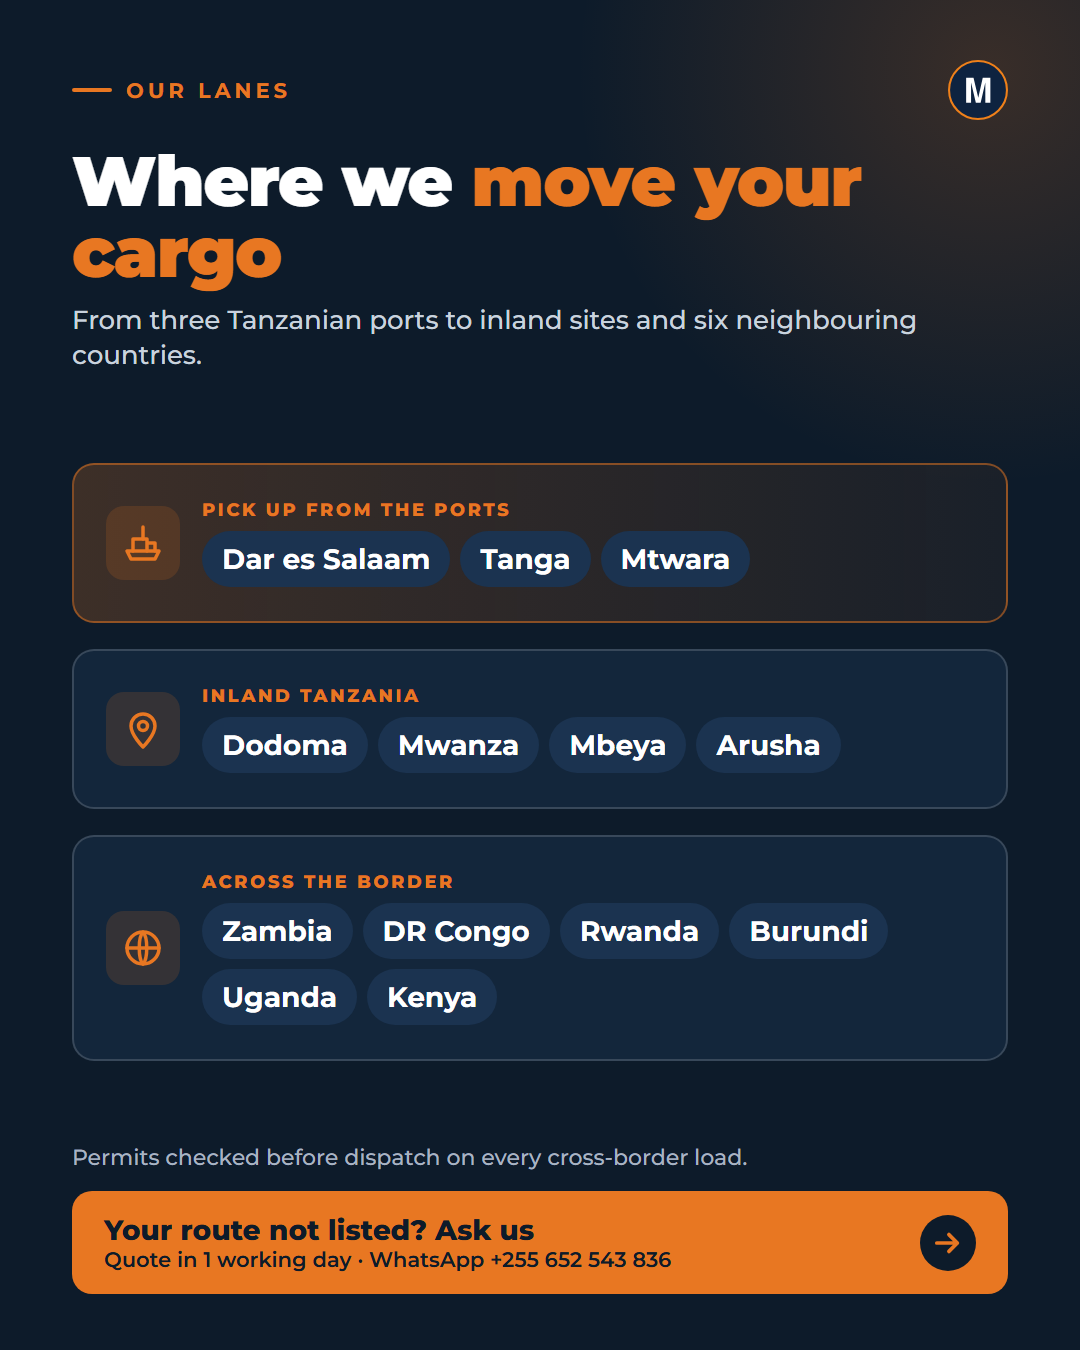 OUR LANES
M
Where we move your
cargo
From three Tanzanian ports to inland sites and six neighbouring
countries.
PICK UP FROM THE PORTS
Dar es Salaam Tanga Mtwara
INLAND TANZANIA
Dodoma Mwanza Mbeya Arusha
ACROSS THE BORDER
Zambia DR Congo Rwanda Burundi
Uganda Kenya
Permits checked before dispatch on every cross-border load.
Your route not listed? Ask us
Quote in 1 working day · WhatsApp +255 652 543 836